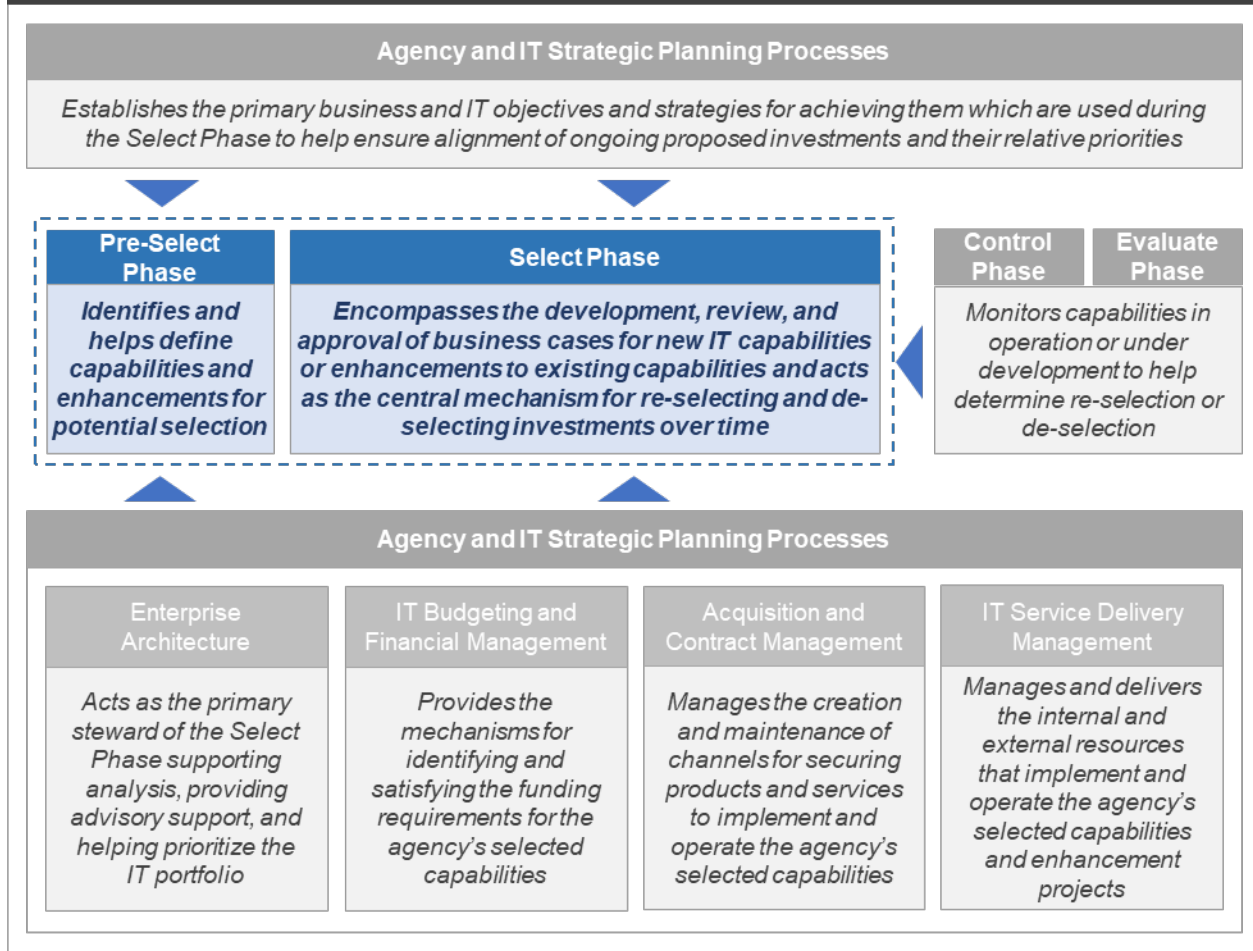 Agency and IT Strategic Planning Processes
Establishes the primary business and IT objectives and strategies for achieving them which are used during
the Select Phase to help ensure alignment of ongoing proposed investments and their relative priorities
Pre-Select
Phase
Identifies and
helps define
capabilities and
enhancements for
potential selection
Select Phase
Encompasses the development, review, and
approval of business cases for new IT capabilities
or enhancements to existing capabilities and acts
as the central mechanism for re-selecting and de-
selecting investments over time
Control
Phase
Evaluate
Phase
Monitors capabilities in
operation or under
development to help
determine re-selection or
de-selection
Agency and IT Strategic Planning Processes
Enterprise
Architecture
Acts as the primary
steward of the Select
Phase supporting
analysis, providing
advisory support, and
helping prioritize the
IT portfolio
IT Budgeting and
Financial Management
Provides the
mechanisms for
identifying and
satisfying the funding
requirements for the
agency's selected
capabilities
Acquisition and
Contract Management
Manages the creation
and maintenance of
channels for securing
products and services
to implement and
operate the agency's
selected capabilities
IT Service Delivery
Management
Manages and delivers
the internal and
external resources
that implement and
operate the agency's
selected capabilities
and enhancement
projects